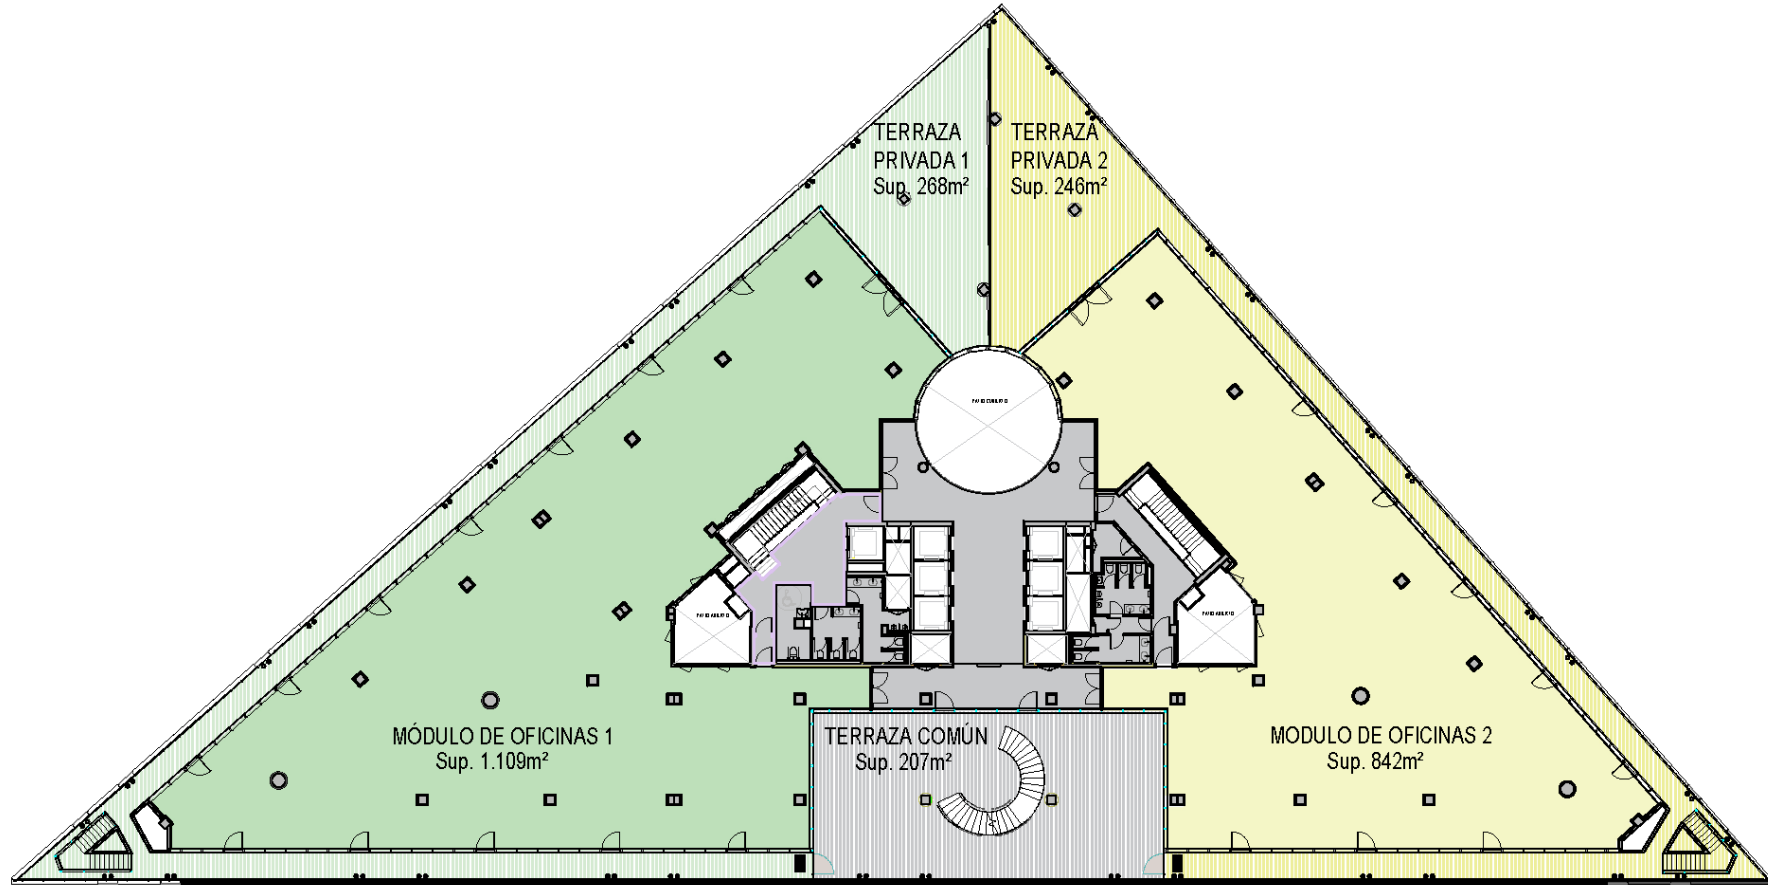 TERRAZA
PRIVADA 1
Sup. 268m²
TERRAZA
PRIVADA 2
Sup. 246m²
MÓDULO DE OFICINAS 1
Sup. 1.109m²
TERRAZA COMÚN
Sup. 207m²
MODULO DE OFICINAS 2
Sup. 842m²